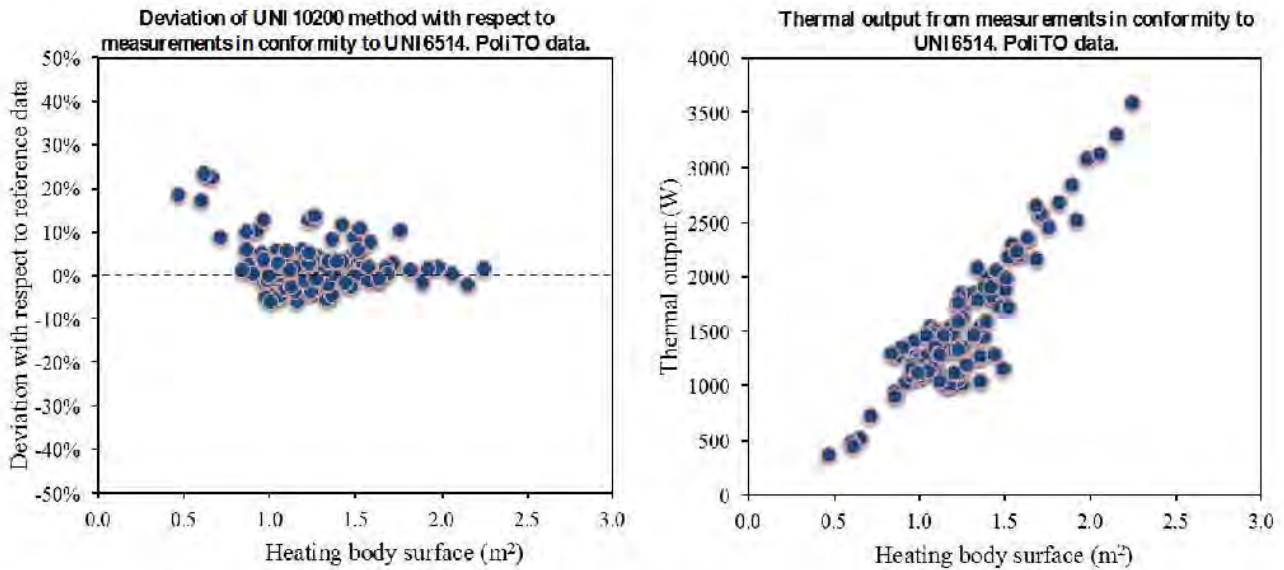 Deviation of UNI 10200 method with respect to
measurements in conformity to UNI 6514. PoliTO data.
50%
40%
30%
20%
10%
0%
-10%
-20%
-30%
-40%
-50%
Deviation with respect to reference data
0.0 0.5 1.0 1.5 2.0 2.5 3.0
Heating body surface (m²)
Thermal output from measurements in conformity to
UNI 6514. PoliTO data.
4000
3500
3000
2500
2000
1500
1000
500
0
Thermal output (W)
0.0 0.5 1.0 1.5 2.0 2.5 3.0
Heating body surface (m²)